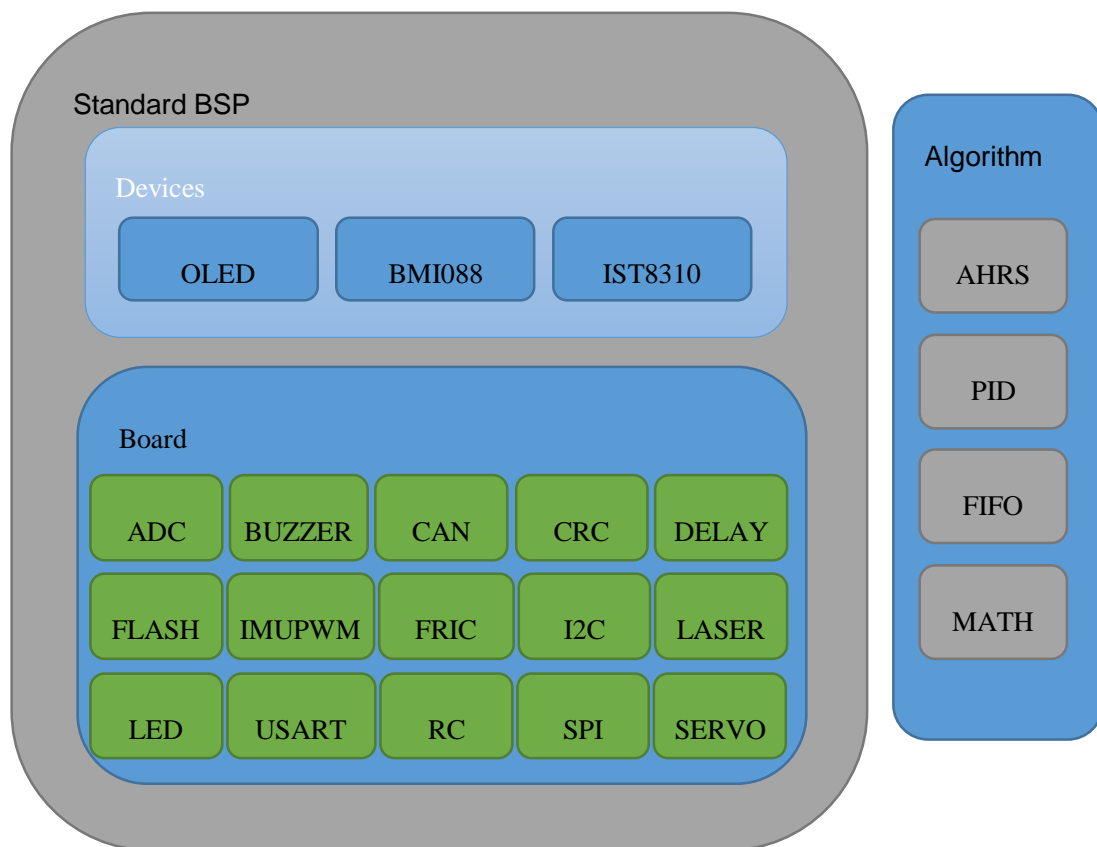 Standard BSP
Devices
OLED
BMI088
IST8310
Board
ADC
BUZZER
CAN
CRC
DELAY
FLASH
IMUPWM
FRIC
I2C
LASER
LED
USART
RC
SPI
SERVO
Algorithm
AHRS
PID
FIFO
MATH